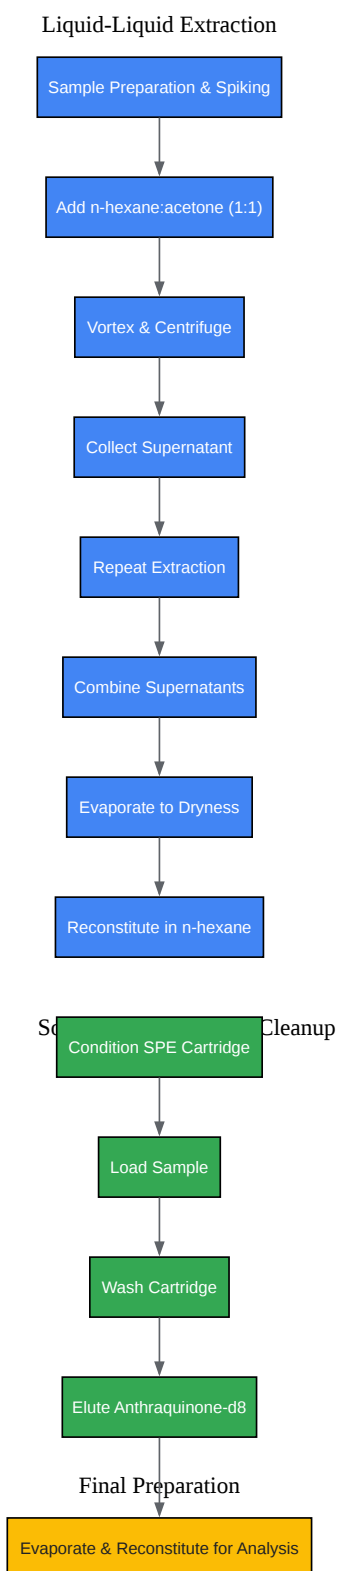 Liquid-Liquid Extraction
Sample Preparation & Spiking
Add n-hexane:acetone (1:1)
Vortex & Centrifuge
Collect Supernatant
Repeat Extraction
Combine Supernatants
Evaporate to Dryness
Reconstitute in n-hexane
Cleanup
Condition SPE Cartridge
Load Sample
Wash Cartridge
Elute Anthraquinone-d8
Final Preparation
Evaporate & Reconstitute for Analysis